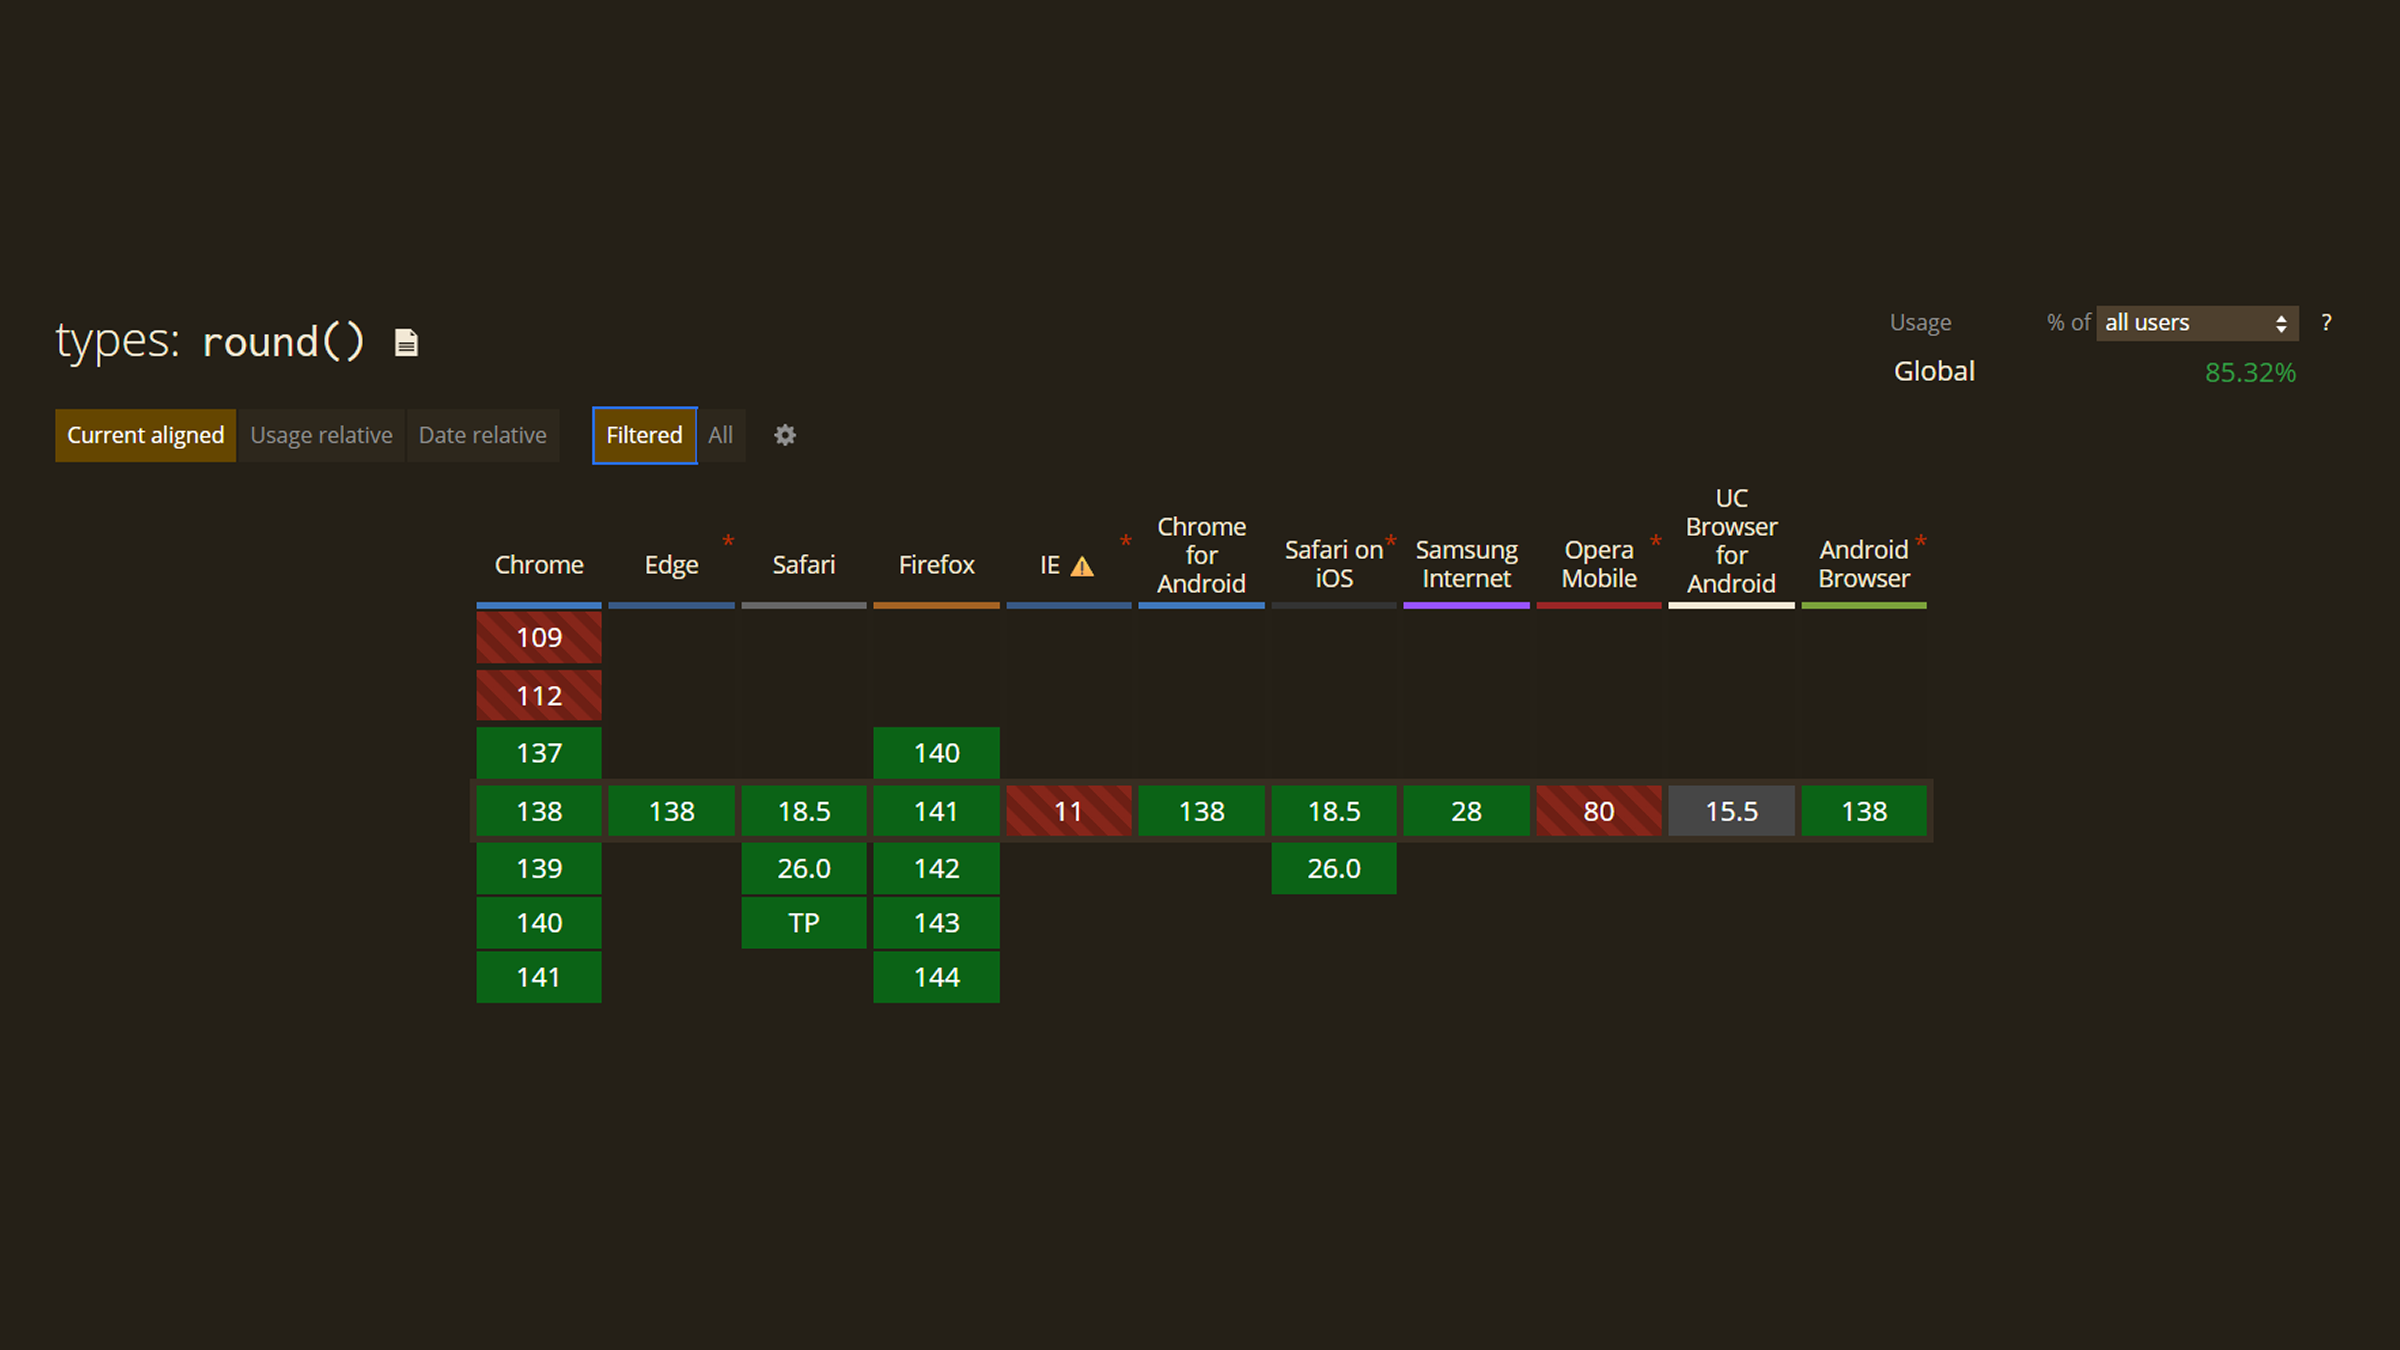 types: round()
Usage % of all users ?
Global 85.32%
Current aligned Usage relative Date relative Filtered All
Chrome
Edge *
Safari
Firefox
IE *
Chrome
for
Android
Safari on *
iOS
Samsung
Internet
Opera *
Mobile
UC
Browser
for
Android
Android *
Browser
109
112
137 140
138 138 18.5 141 11 138 18.5 28 80 15.5 138
139 26.0 142 26.0
140 TP 143
141 144